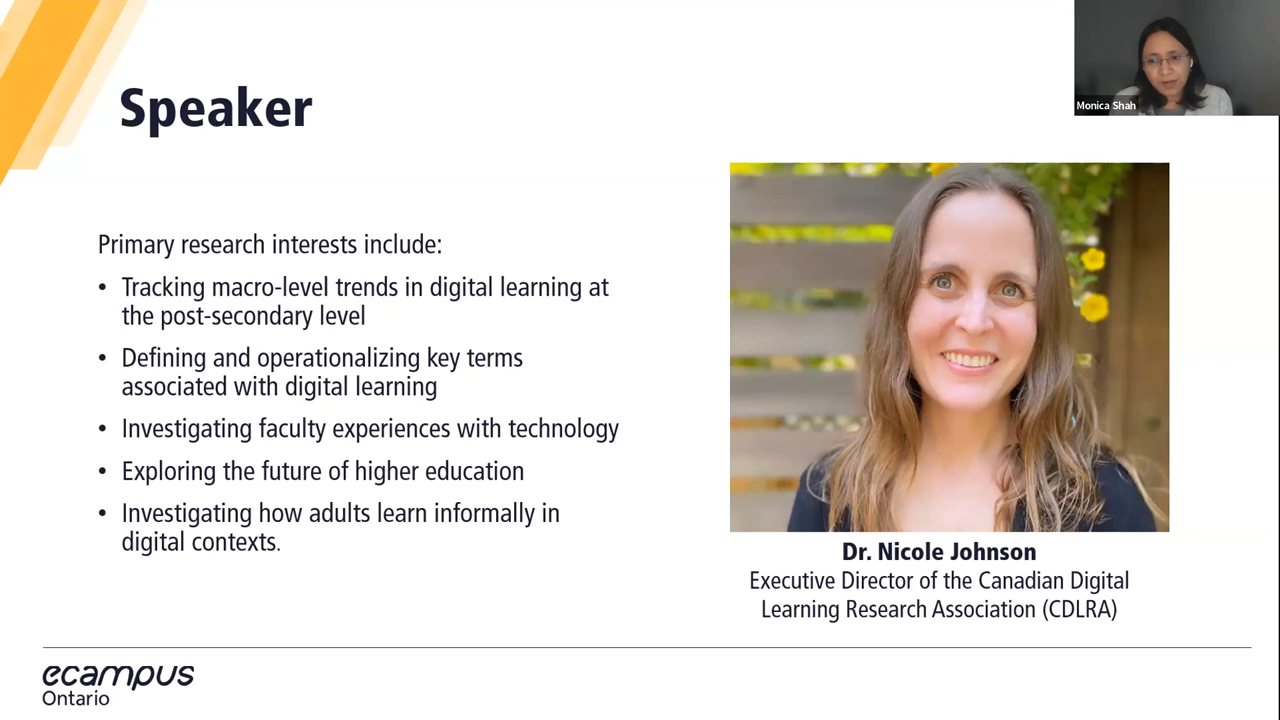 Speaker
Monica Shah
Primary research interests include:
• Tracking macro-level trends in digital learning at
the post-secondary level
• Defining and operationalizing key terms
associated with digital learning
• Investigating faculty experiences with technology
• Exploring the future of higher education
• Investigating how adults learn informally in
digital contexts.
Dr. Nicole Johnson
Executive Director of the Canadian Digital
Learning Research Association (CDLRA)
ecampus
Ontario